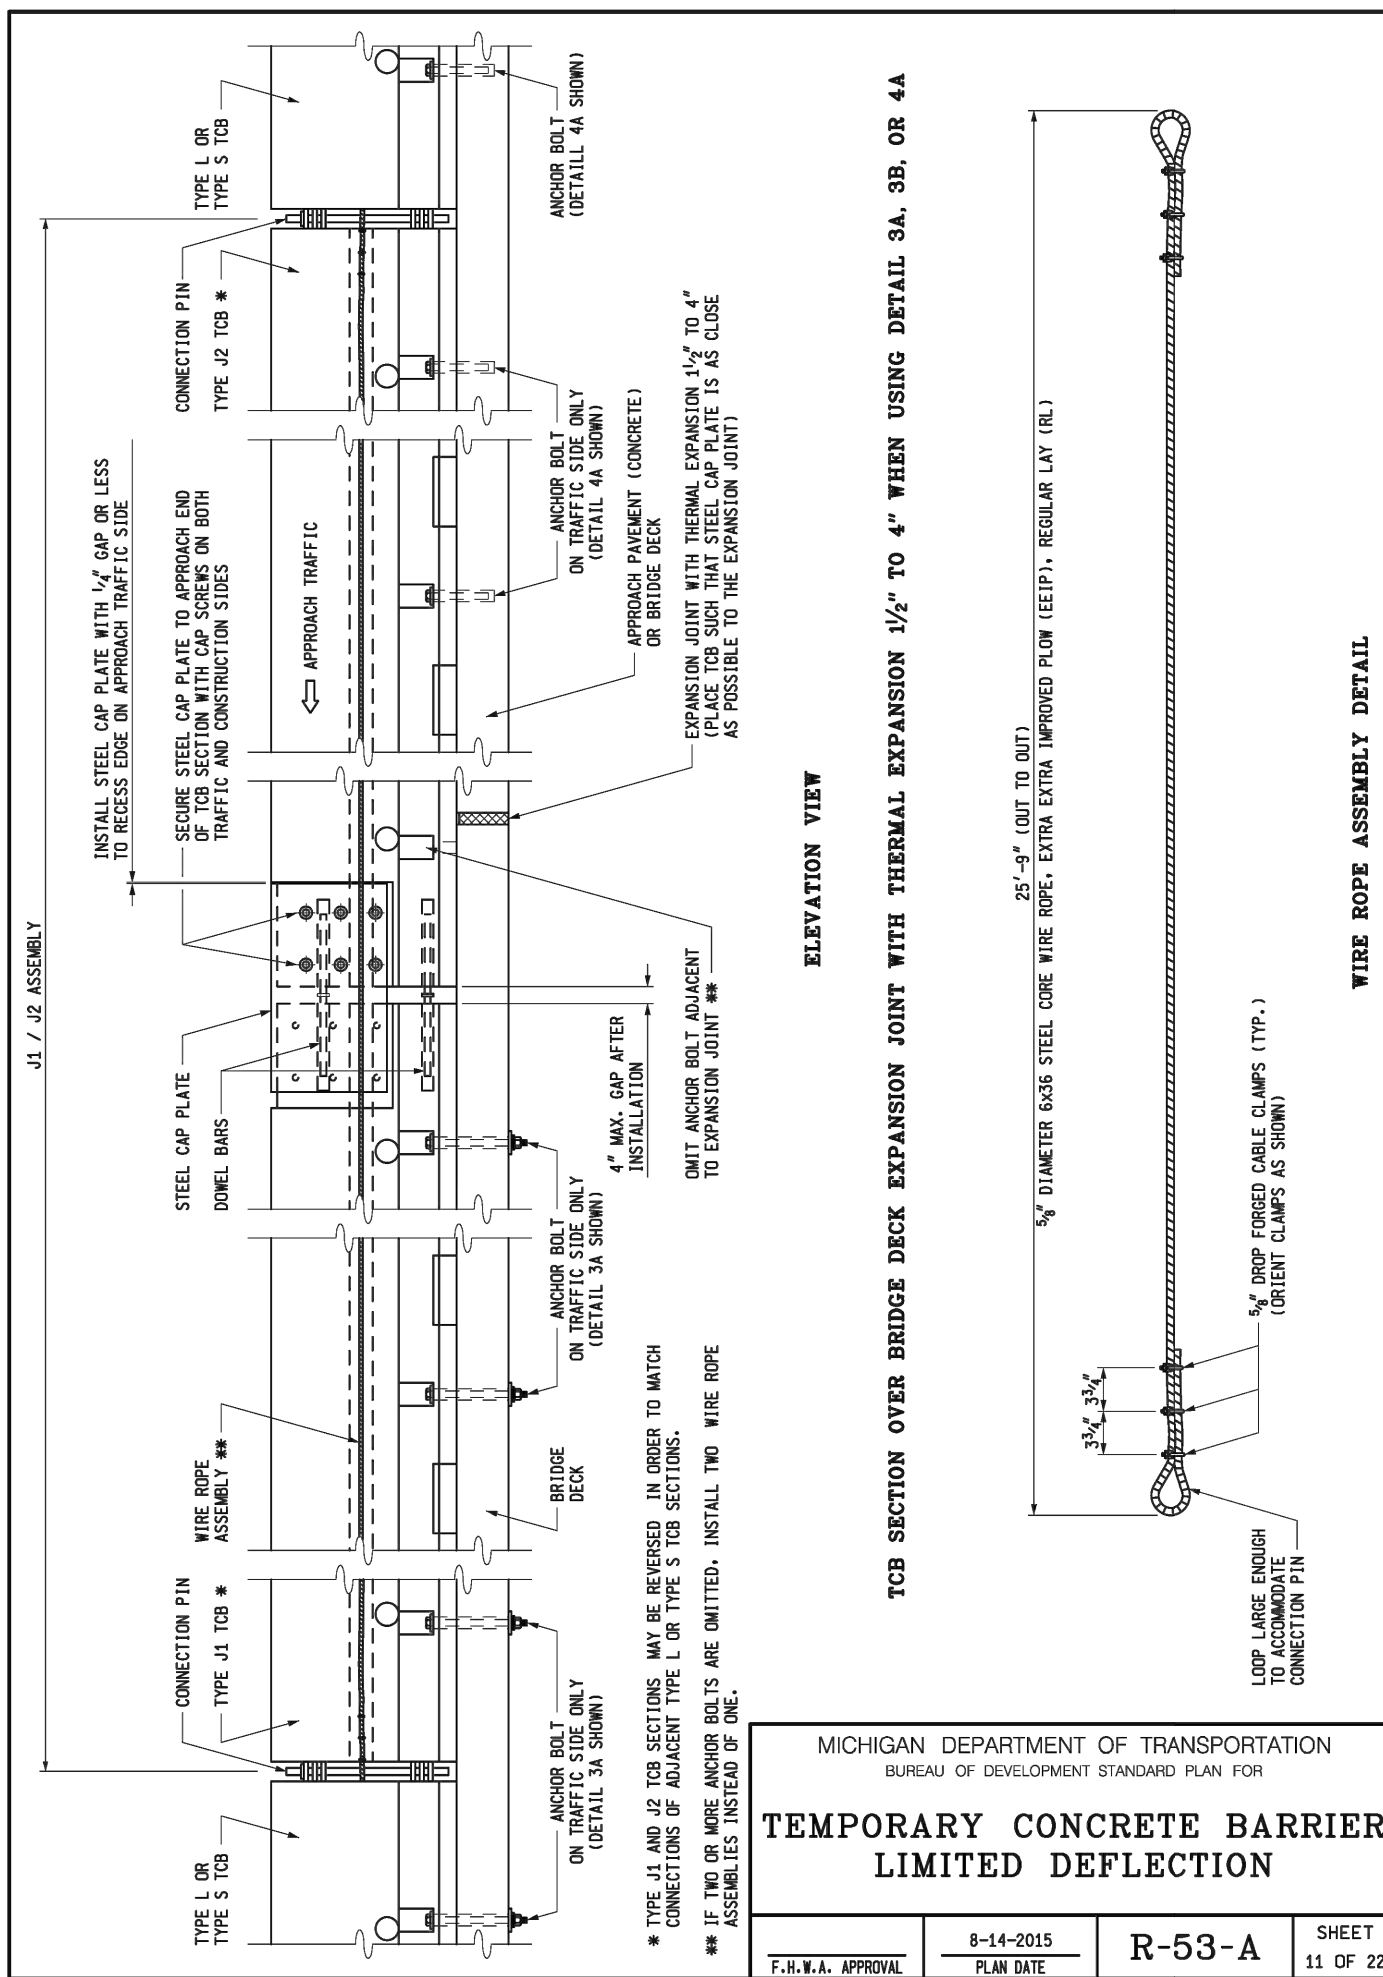 J1 / J2 ASSEMBLY
INSTALL STEEL CAP PLATE WITH 1/4" GAP OR LESS
TO RECESS EDGE ON APPROACH TRAFFIC SIDE
TYPE L OR
TYPE S TCB
CONNECTION PIN
TYPE J1 TCB *
WIRE ROPE
ASSEMBLY **
STEEL CAP PLATE
DOWEL BARS
SECURE STEEL CAP PLATE TO APPROACH END
OF TCB SECTION WITH CAP SCREWS ON BOTH
TRAFFIC AND CONSTRUCTION SIDES
CONNECTION PIN
TYPE J2 TCB *
TYPE L OR
TYPE S TCB
APPROACH TRAFFIC
ANCHOR BOLT
ON TRAFFIC SIDE ONLY
(DETAIL 3A SHOWN)
BRIDGE
DECK
ANCHOR BOLT
ON TRAFFIC SIDE ONLY
(DETAIL 3A SHOWN)
4" MAX. GAP AFTER
INSTALLATION
OMIT ANCHOR BOLT ADJACENT
TO EXPANSION JOINT **
ANCHOR BOLT
ON TRAFFIC SIDE ONLY
(DETAIL 4A SHOWN)
ANCHOR BOLT
(DETAILL 4A SHOWN)
APPROACH PAVEMENT (CONCRETE)
OR BRIDGE DECK
EXPANSION JOINT WITH THERMAL EXPANSION 1 1/2" TO 4"
(PLACE TCB SUCH THAT STEEL CAP PLATE IS AS CLOSE
AS POSSIBLE TO THE EXPANSION JOINT)
* TYPE J1 AND J2 TCB SECTIONS MAY BE REVERSED IN ORDER TO MATCH
CONNECTIONS OF ADJACENT TYPE L OR TYPE S TCB SECTIONS.
** IF TWO OR MORE ANCHOR BOLTS ARE OMITTED, INSTALL TWO WIRE ROPE
ASSEMBLIES INSTEAD OF ONE.
ELEVATION VIEW
TCB SECTION OVER BRIDGE DECK EXPANSION JOINT WITH THERMAL EXPANSION 1 1/2" TO 4" WHEN USING DETAIL 3A, 3B, OR 4A
25'-9" (OUT TO OUT)
5/8" DIAMETER 6x36 STEEL CORE WIRE ROPE, EXTRA EXTRA IMPROVED PLOW (EEIP), REGULAR LAY (RL)
3 3/4" 3 3/4"
LOOP LARGE ENOUGH
TO ACCOMMODATE
CONNECTION PIN
5/8" DROP FORGED CABLE CLAMPS (TYP.)
(ORIENT CLAMPS AS SHOWN)
WIRE ROPE ASSEMBLY DETAIL
MICHIGAN DEPARTMENT OF TRANSPORTATION
BUREAU OF DEVELOPMENT STANDARD PLAN FOR
TEMPORARY CONCRETE BARRIER
LIMITED DEFLECTION
F.H.W.A. APPROVAL
8-14-2015
PLAN DATE
R-53-A
SHEET
11 OF 22